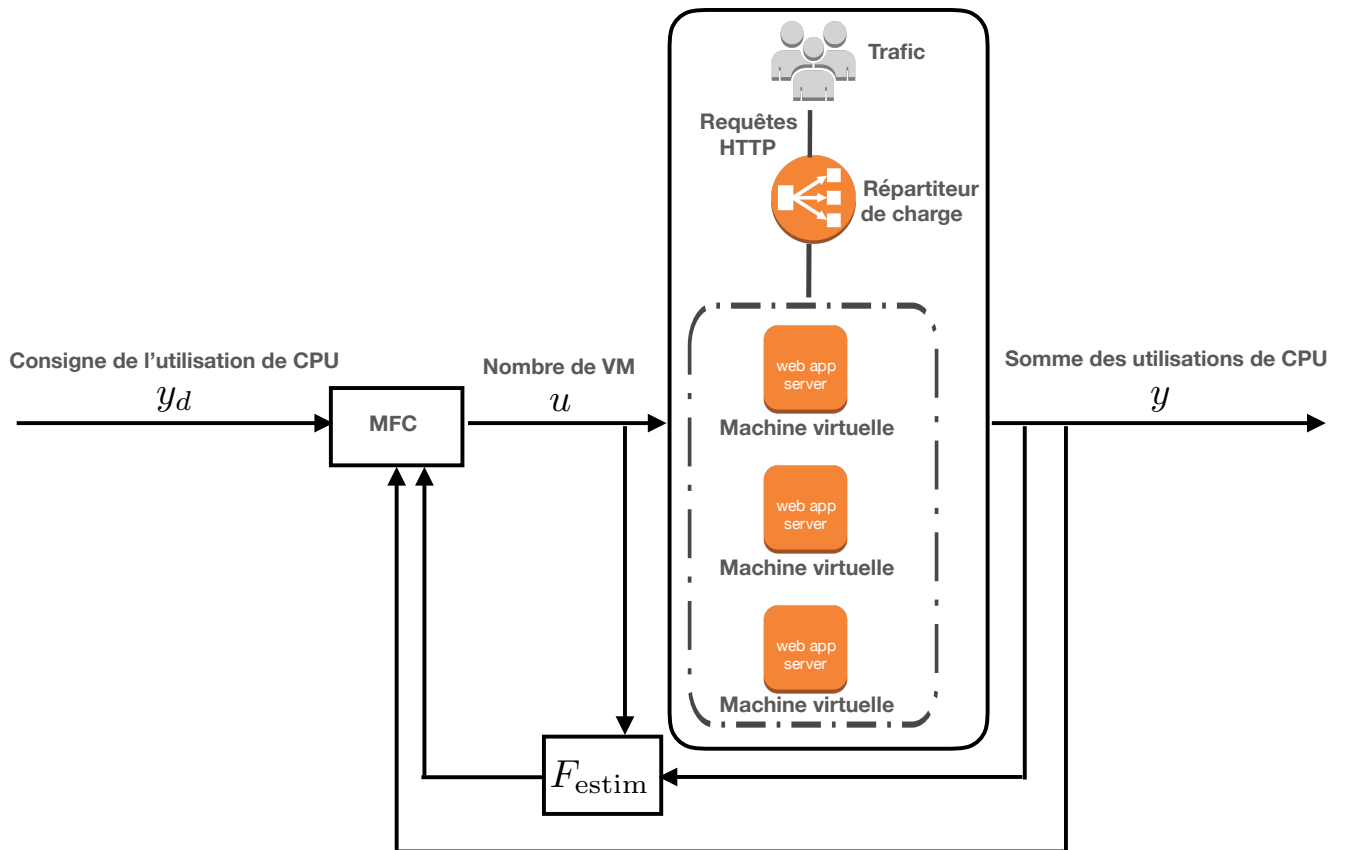 Trafic
Requêtes
HTTP
Répartiteur
de charge
Consigne de l’utilisation de CPU
y_d
MFC
Nombre de VM
u
web app
server
Machine virtuelle
web app
server
Machine virtuelle
web app
server
Machine virtuelle
Somme des utilisations de CPU
y
F_estim